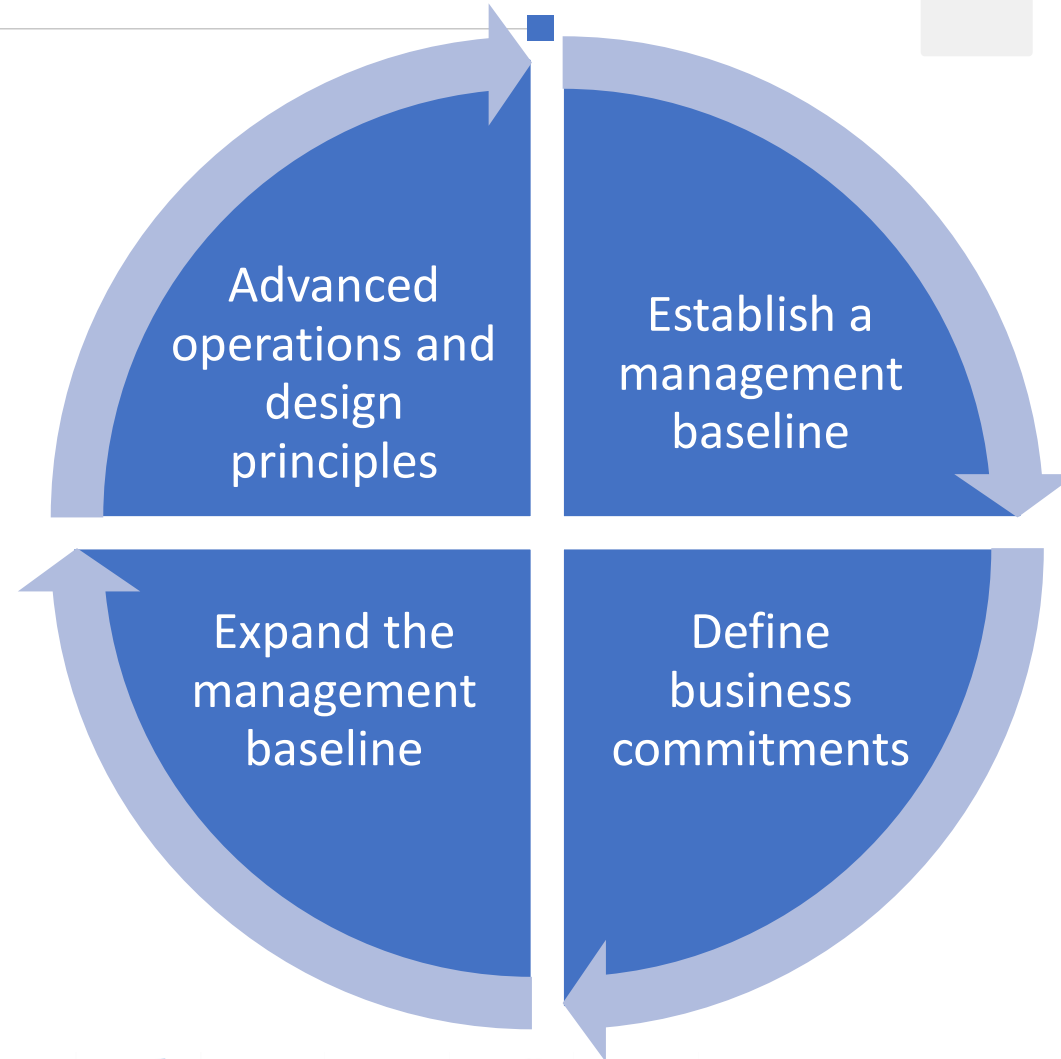 Advanced
operations and
design
principles
Establish a
management
baseline
Expand the
management
baseline
Define
business
commitments